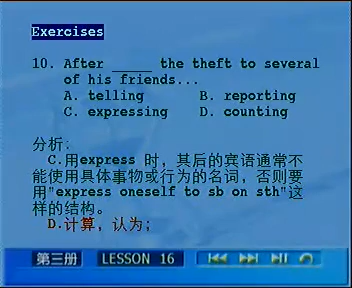 Exercises
10. After _____ the theft to several
of his friends...
A. telling B. reporting
C. expressing D. counting
分析:
C.用express 时，其后的宾语通常不
能使用具体事物或行为的名词，否则要
用"express oneself to sb on sth"这
样的结构。
D.计算，认为;
第三册 LESSON 16